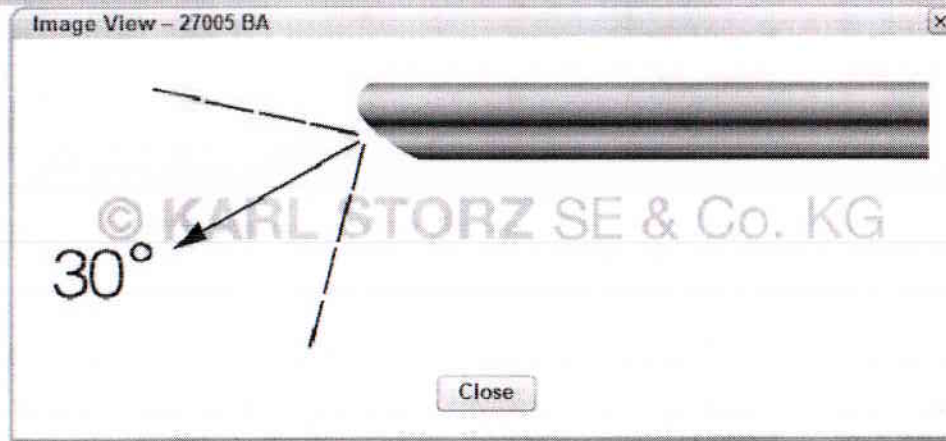 Image View – 27005 BA
© KARL STORZ SE & Co. KG
30°
Close